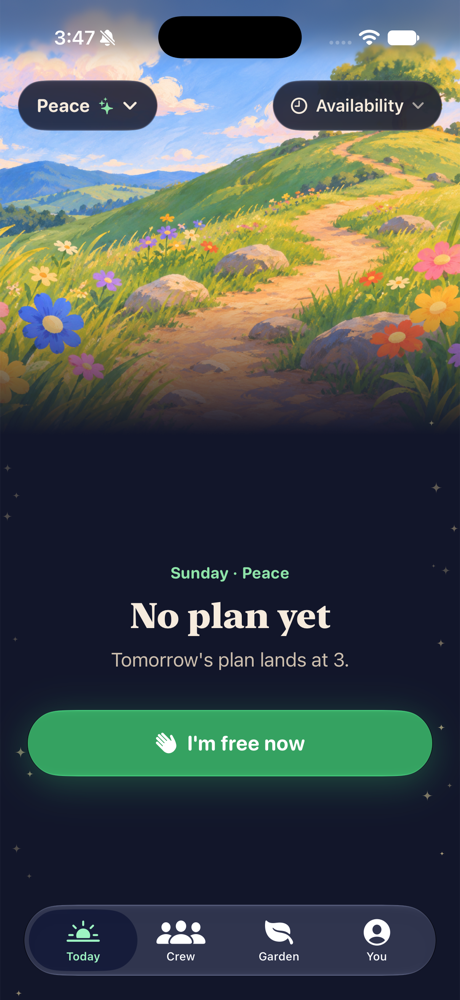 3:47
Peace
Availability
Sunday · Peace
No plan yet
Tomorrow's plan lands at 3.
I'm free now
Today
Crew
Garden
You